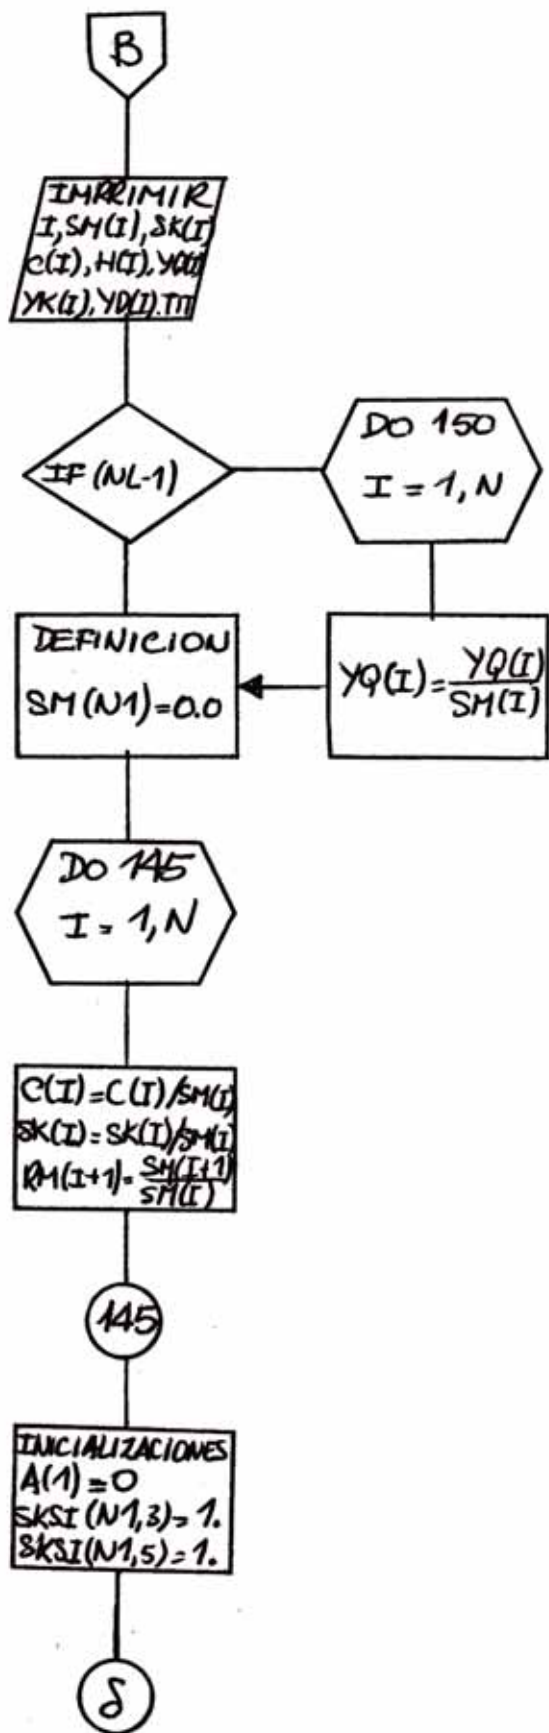 B
IMPRIMIR
I, SM(I), SK(I)
C(I), H(I), YQ(I)
YK(I), YD(I). TTT
IF (NL-1)
DO 150
I = 1, N
DEFINICION
SM(N1)=0.0
YQ(I)=YQ(I)/SM(I)
DO 145
I = 1, N
C(I)=C(I)/SM(I)
SK(I)=SK(I)/SM(I)
RM(I+1)=SM(I+1)/SM(I)
145
INICIALIZACIONES
A(1)=0
SKSI(N1,3)=1.
SKSI(N1,5)=1.
δ